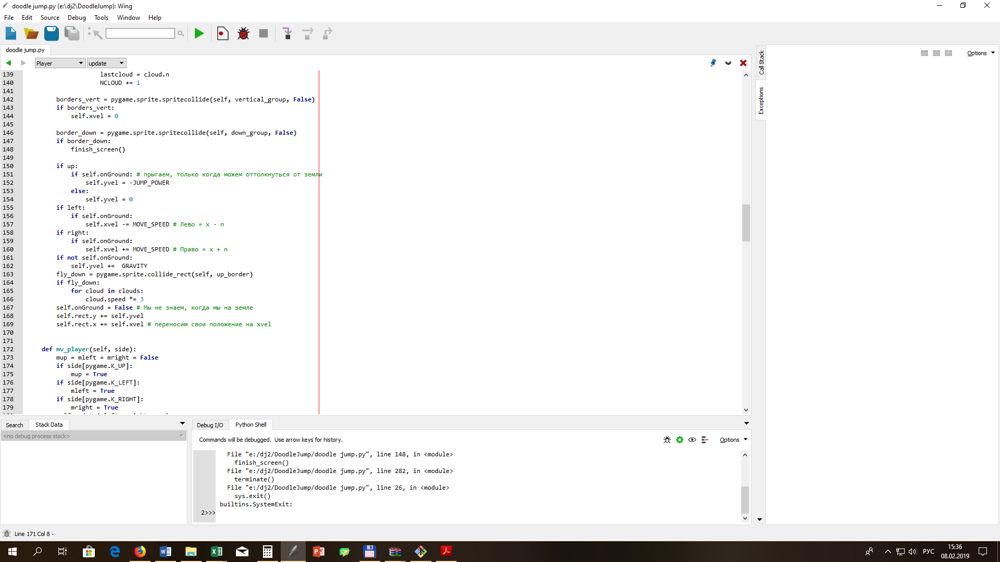 doodle jump.py (e:\dj2\DoodleJump): Wing
File Edit Source Debug Tools Window Help
doodle jump.py
Player update
Options
Call Stack
Exceptions
139 lastcloud = cloud.n
140 NCLOUD += 1
141
142 borders_vert = pygame.sprite.spritecollide(self, vertical_group, False)
143 if borders_vert:
144 self.xvel = 0
145
146 border_down = pygame.sprite.spritecollide(self, down_group, False)
147 if border_down:
148 finish_screen()
149
150 if up:
151 if self.onGround: # прыгаем, только когда можем оттолкнуться от земли
152 self.yvel = -JUMP_POWER
153 else:
154 self.yvel = 0
155 if left:
156 if self.onGround:
157 self.xvel -= MOVE_SPEED # Лево = x - n
158 if right:
159 if self.onGround:
160 self.xvel += MOVE_SPEED # Право = x + n
161 if not self.onGround:
162 self.yvel +=  GRAVITY
163 fly_down = pygame.sprite.collide_rect(self, up_border)
164 if fly_down:
165 for cloud in clouds:
166 cloud.speed *= 3
167 self.onGround = False # Мы не знаем, когда мы на земле
168 self.rect.y += self.yvel
169 self.rect.x += self.xvel # переносим свои положение на xvel
170
171
172 def mv_player(self, side):
173 mup = mleft = mright = False
174 if side[pygame.K_UP]:
175 mup = True
176 if side[pygame.K_LEFT]:
177 mleft = True
178 if side[pygame.K_RIGHT]:
179 mright = True
Search Stack Data
<no debug process stack>
Debug I/O Python Shell
Commands will be debugged.  Use arrow keys for history.
Options
File "e:/dj2/DoodleJump/doodle jump.py", line 148, in <module>
finish_screen()
File "e:/dj2/DoodleJump/doodle jump.py", line 282, in <module>
terminate()
File "e:/dj2/DoodleJump/doodle jump.py", line 26, in <module>
sys.exit()
builtins.SystemExit:
2>>>
Line 171 Col 8 -
РУС
15:36
08.02.2019